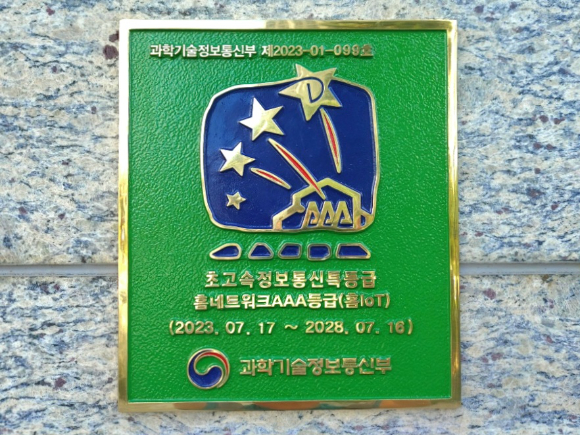 과학기술정보통신부 제2023-01-099호
D
AAA
초고속정보통신특등급
홈네트워크AAA등급(홈IoT)
(2023. 07. 17 ~ 2028. 07. 16)
과학기술정보통신부